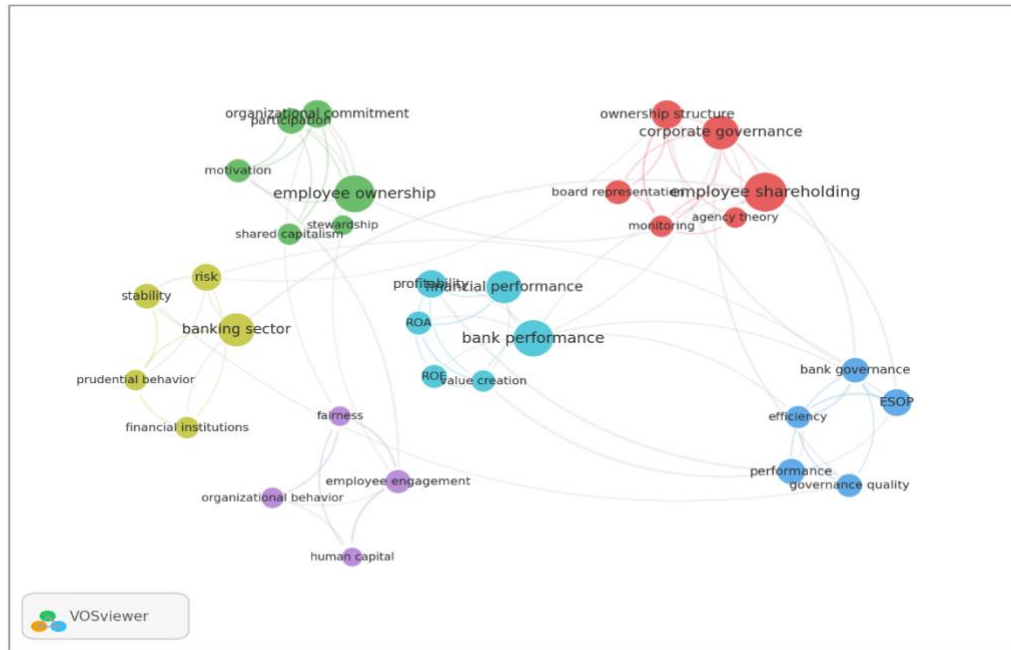 organizational commitment
participation
motivation
employee ownership
stewardship
shared capitalism
ownership structure
corporate governance
board representation
employee shareholding
agency theory
monitoring
risk
stability
banking sector
prudential behavior
financial institutions
profitability
financial performance
ROA
bank performance
ROE
value creation
bank governance
ESOP
efficiency
performance
governance quality
fairness
employee engagement
organizational behavior
human capital
VOSviewer